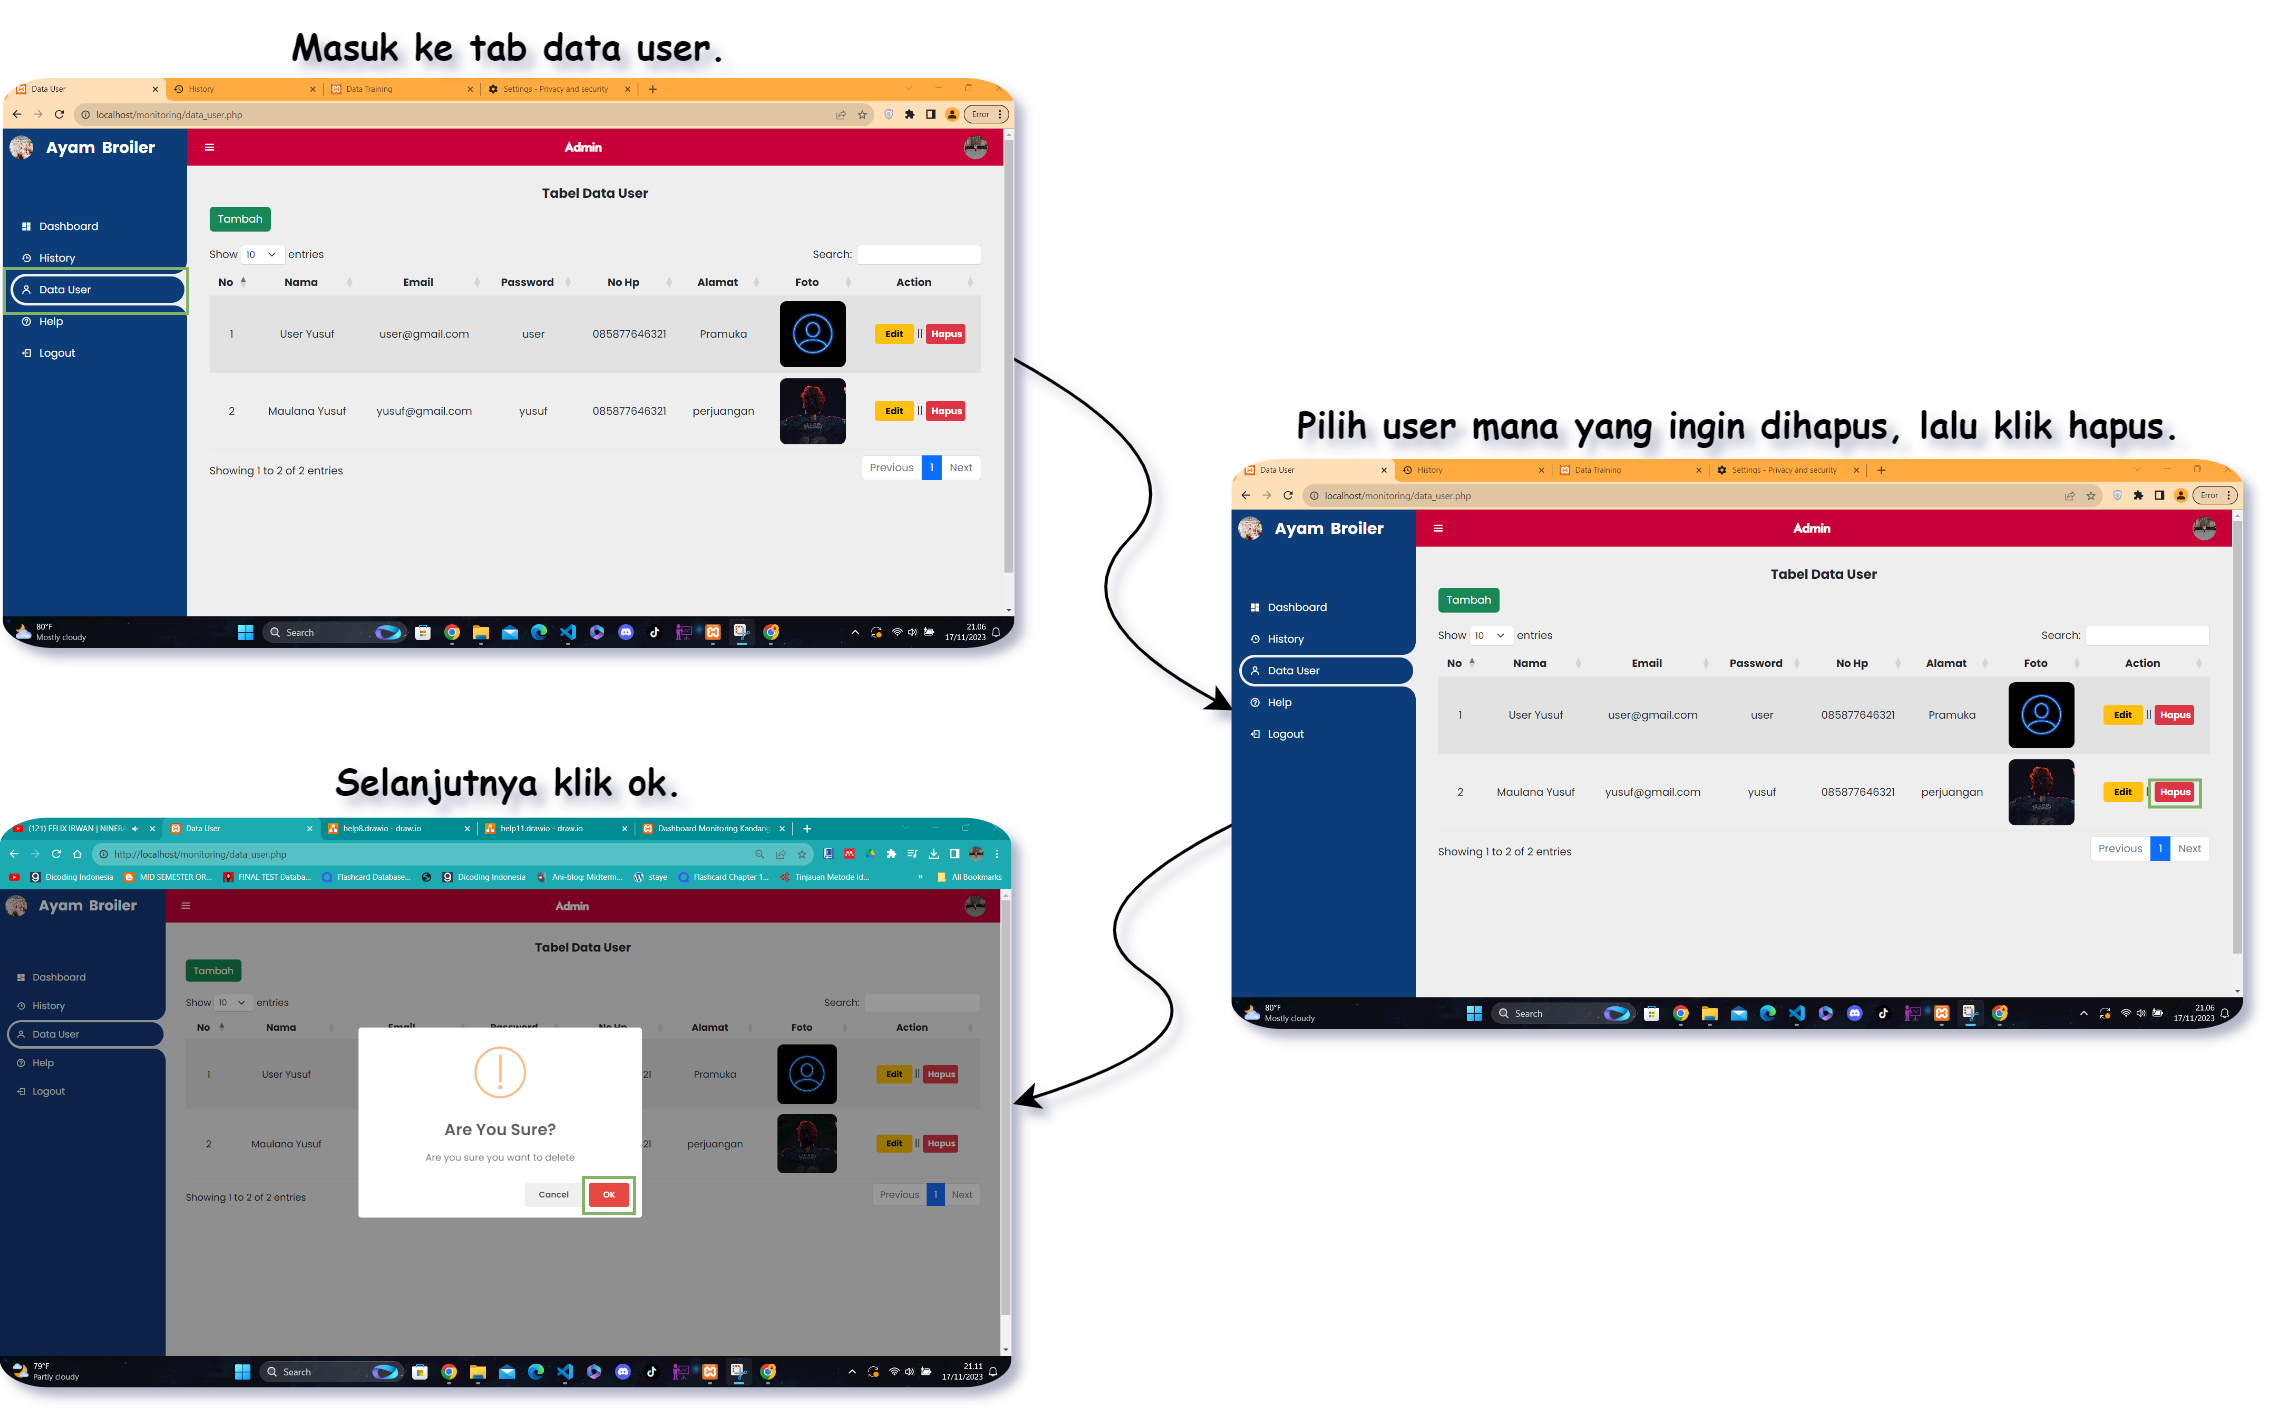 Masuk ke tab data user.
Data User
History
Data Training
Settings - Privacy and security
localhost/monitoring/data_user.php
Error
Ayam Broiler
Admin
Dashboard
History
Data User
Help
Logout
Tabel Data User
Tambah
Show 10 entries
Search:
No Nama Email Password No Hp Alamat Foto Action
1 User Yusuf user@gmail.com user 085877646321 Pramuka Edit || Hapus
2 Maulana Yusuf yusuf@gmail.com yusuf 085877646321 perjuangan Edit || Hapus
Showing 1 to 2 of 2 entries
Previous 1 Next
80°F
Mostly cloudy
Search
21.06
17/11/2023
Pilih user mana yang ingin dihapus, lalu klik hapus.
Data User
History
Data Training
Settings - Privacy and security
localhost/monitoring/data_user.php
Error
Ayam Broiler
Admin
Dashboard
History
Data User
Help
Logout
Tabel Data User
Tambah
Show 10 entries
Search:
No Nama Email Password No Hp Alamat Foto Action
1 User Yusuf user@gmail.com user 085877646321 Pramuka Edit || Hapus
2 Maulana Yusuf yusuf@gmail.com yusuf 085877646321 perjuangan Edit | Hapus
Showing 1 to 2 of 2 entries
Previous 1 Next
80°F
Mostly cloudy
Search
21.06
17/11/2023
Selanjutnya klik ok.
(121) FELIX IRWAN | NINEB
Data User
help8.drawio - draw.io
help11.drawio - draw.io
Dashboard Monitoring Kandang
http://localhost/monitoring/data_user.php
Dicoding Indonesia
MID SEMESTER OR...
FINAL TEST Databa...
Flashcard Database...
Dicoding Indonesia
Ani-blog: Midterm...
staye
Flashcard Chapter 1...
Tinjauan Metode Id...
All Bookmarks
Ayam Broiler
Admin
Dashboard
History
Data User
Help
Logout
Tabel Data User
Tambah
Show 10 entries
Search:
No Nama Email Password No Hp Alamat Foto Action
1 User Yusuf 21 Pramuka Edit || Hapus
2 Maulana Yusuf 21 perjuangan Edit || Hapus
Are You Sure?
Are you sure you want to delete
Cancel OK
Showing 1 to 2 of 2 entries
Previous 1 Next
79°F
Partly cloudy
Search
21.11
17/11/2023